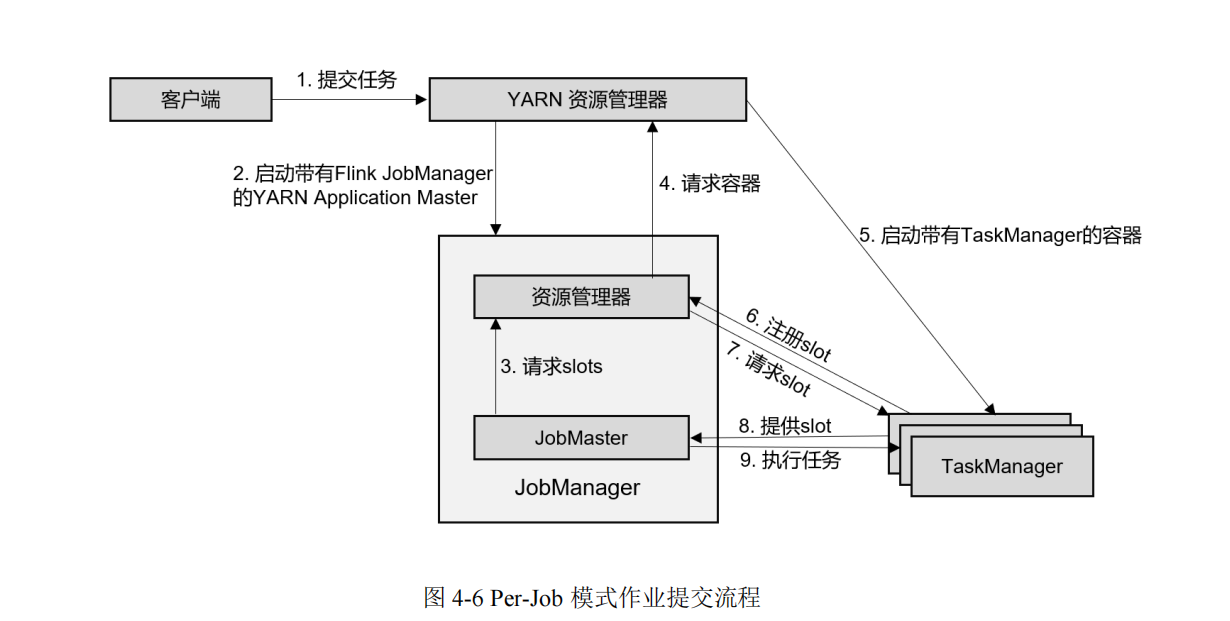 客户端
1. 提交任务
YARN 资源管理器
2. 启动带有Flink JobManager
的YARN Application Master
4. 请求容器
5. 启动带有TaskManager的容器
资源管理器
3. 请求slots
6. 注册slot
7. 请求slot
JobMaster
8. 提供slot
9. 执行任务
TaskManager
JobManager
图 4-6 Per-Job 模式作业提交流程